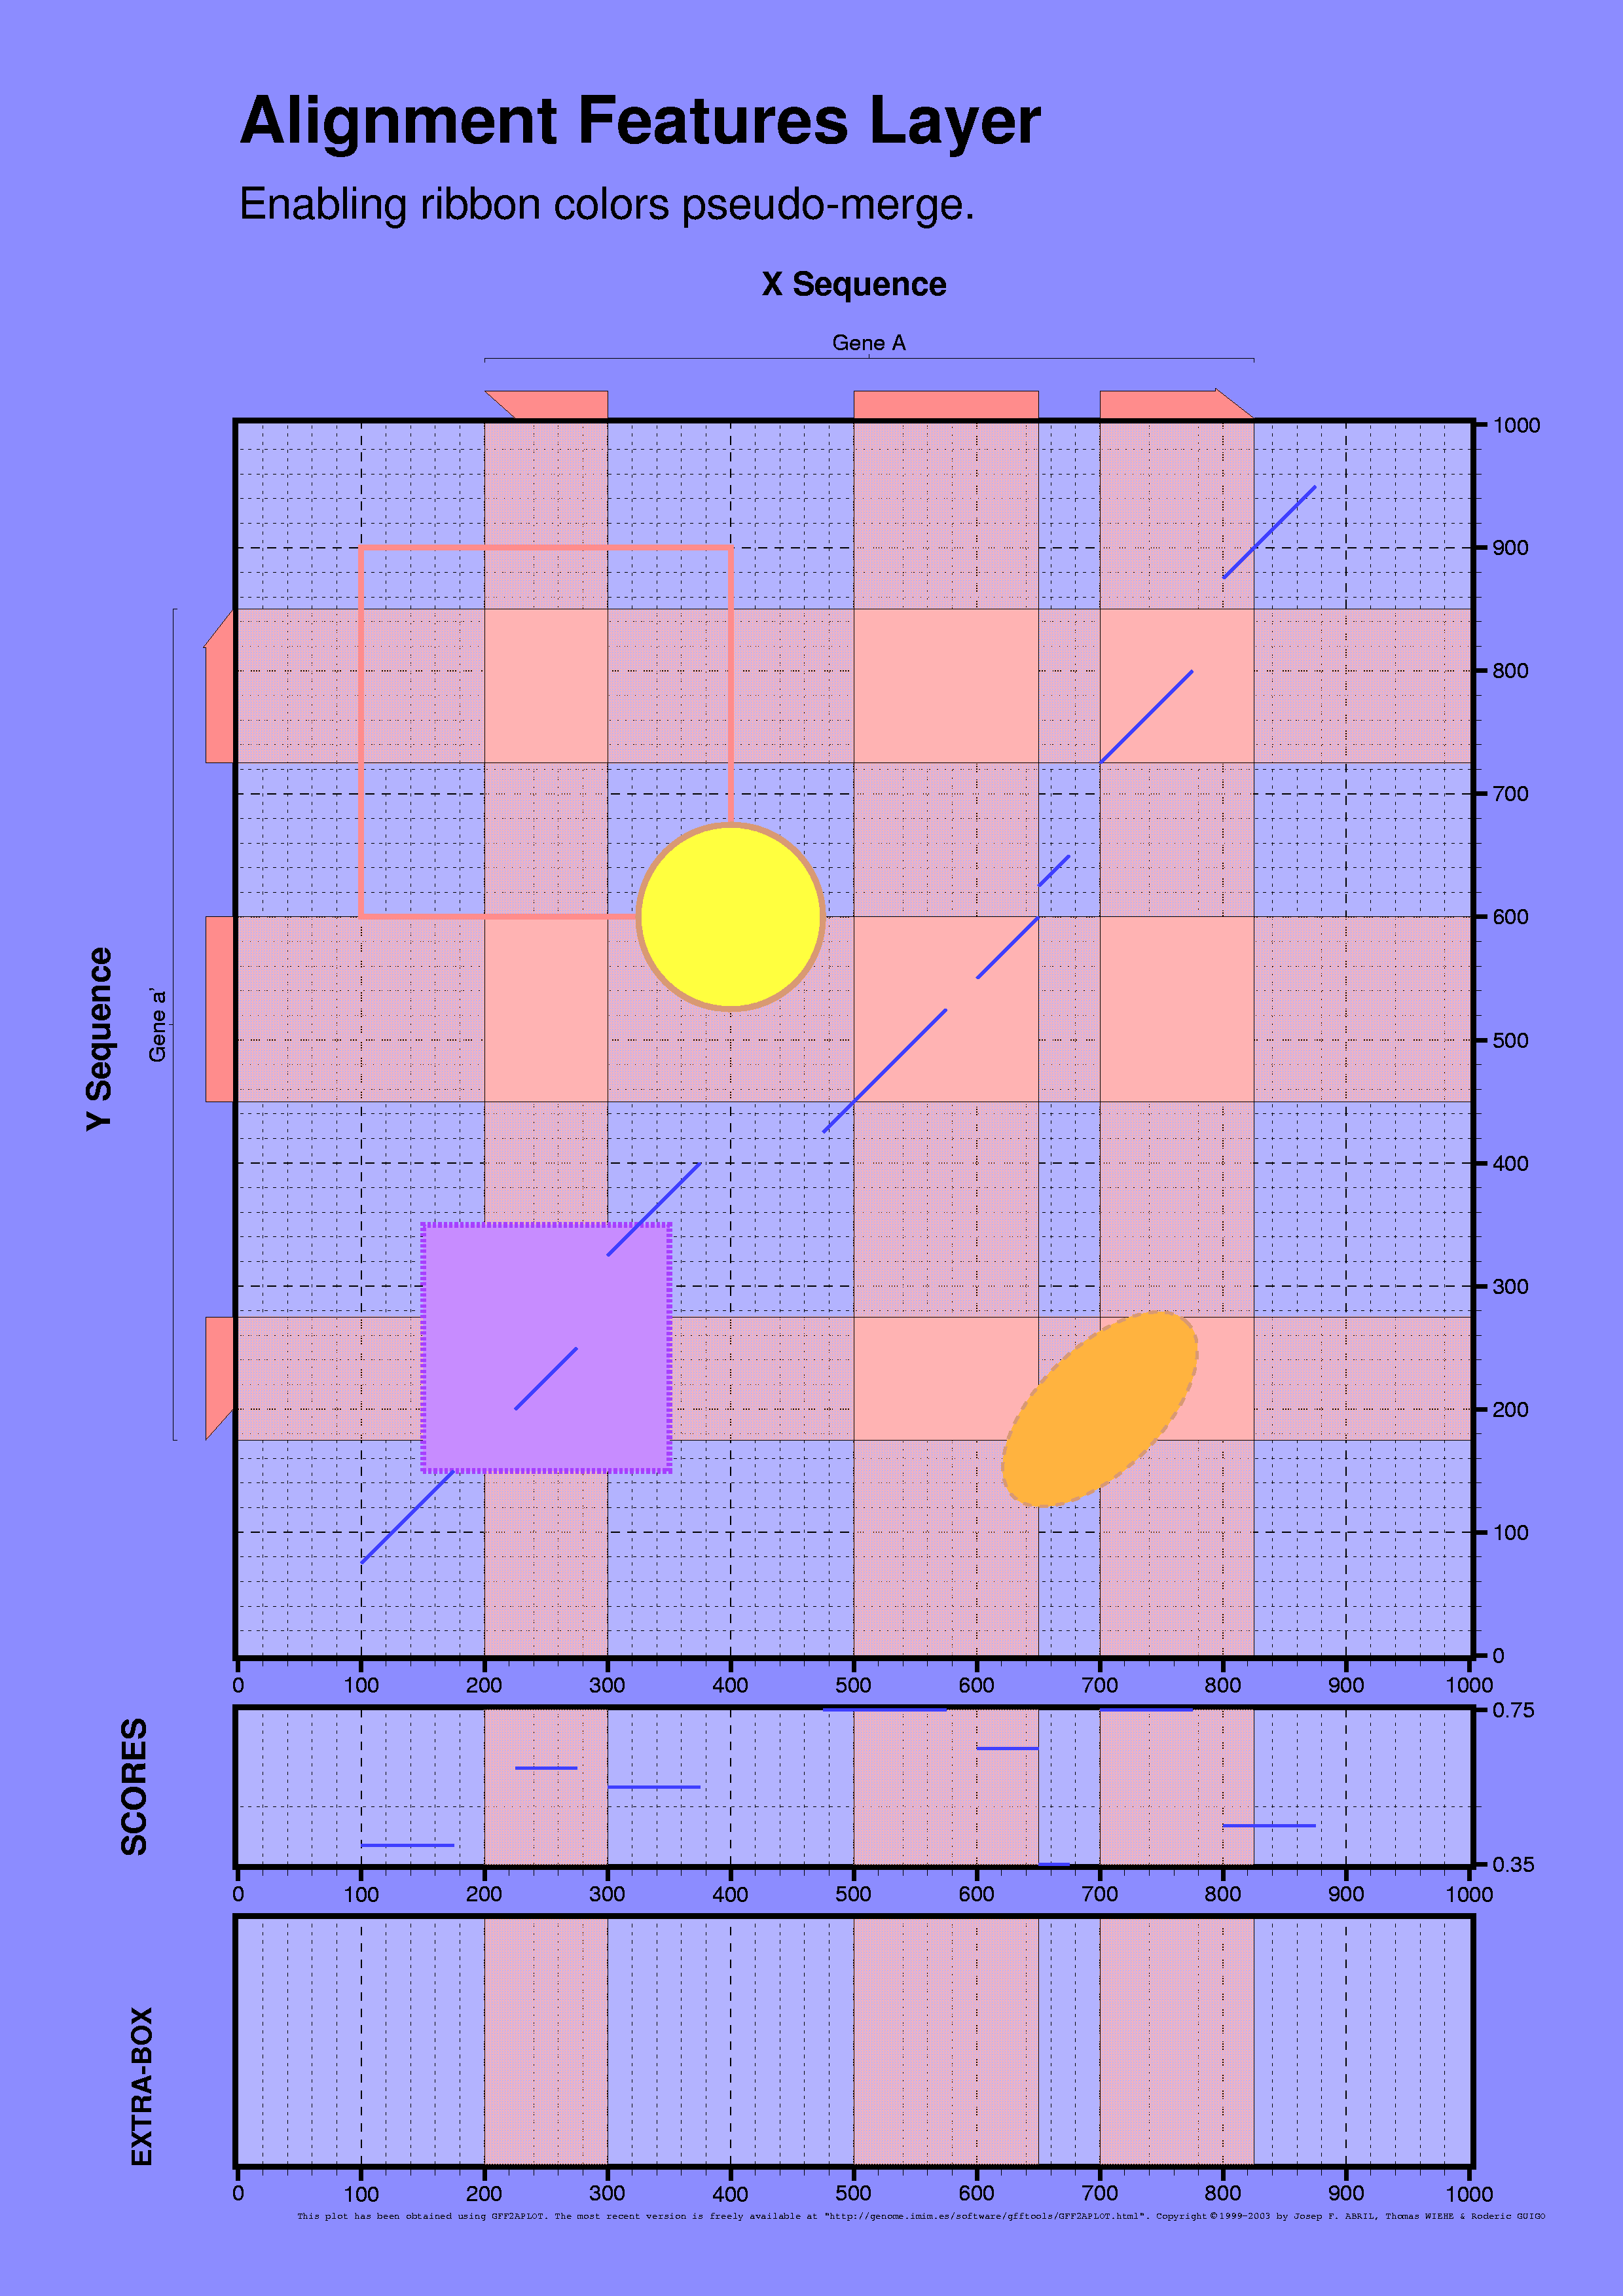 Alignment Features Layer
Enabling ribbon colors pseudo-merge.
X Sequence
Gene A
1000
900
800
700
600
500
400
300
200
100
0
Y Sequence
Gene a'
0 100 200 300 400 500 600 700 800 900 1000
SCORES
0.75
0.35
0 100 200 300 400 500 600 700 800 900 1000
EXTRA-BOX
0 100 200 300 400 500 600 700 800 900 1000
This plot has been obtained using GFF2APLOT. The most recent version is freely available at "http://genome.imim.es/software/gfftools/GFF2APLOT.html". Copyright ©1999-2003 by Josep F. ABRIL, Thomas WIEHE & Roderic GUIGO